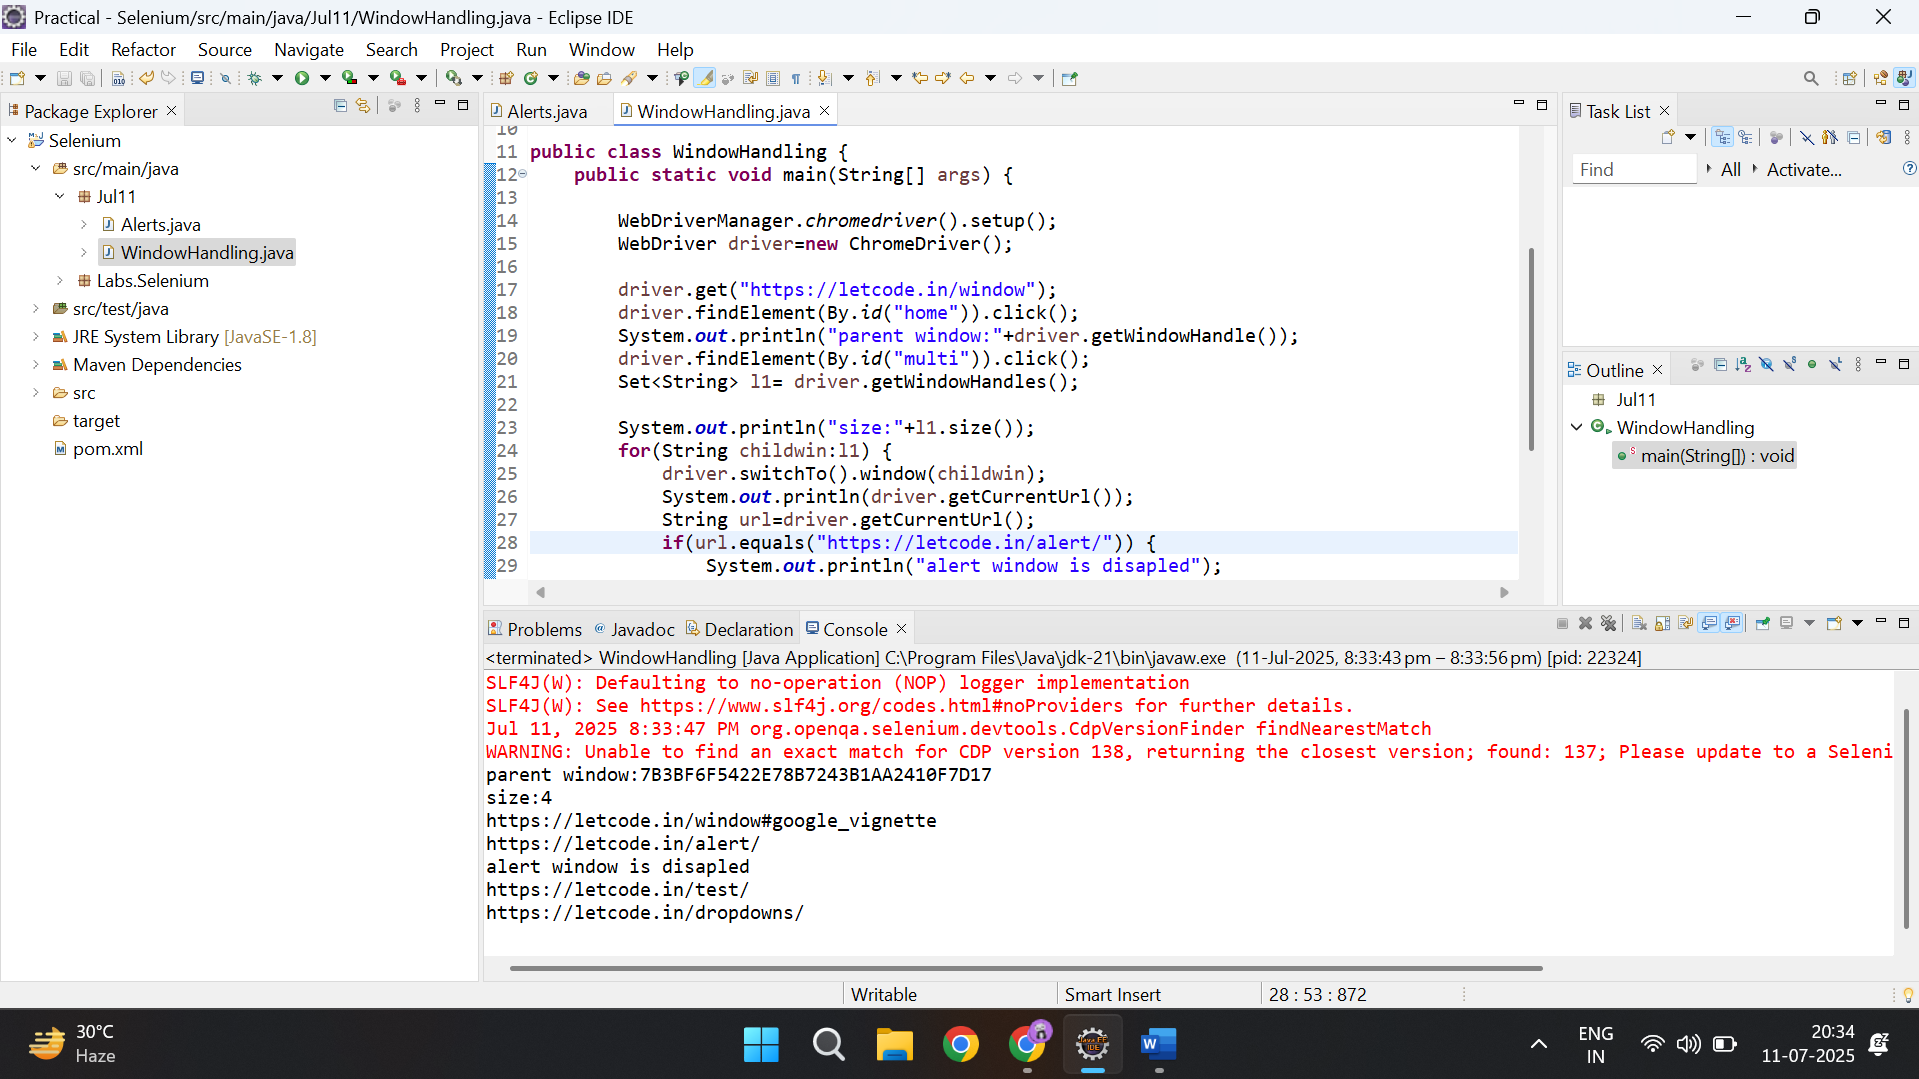 Practical - Selenium/src/main/java/Jul11/WindowHandling.java - Eclipse IDE
File Edit Refactor Source Navigate Search Project Run Window Help
Package Explorer
Selenium
src/main/java
Jul11
Alerts.java
WindowHandling.java
Labs.Selenium
src/test/java
JRE System Library [JavaSE-1.8]
Maven Dependencies
src
target
pom.xml
Alerts.java WindowHandling.java
10
11 public class WindowHandling {
12 public static void main(String[] args) {
13
14 WebDriverManager.chromedriver().setup();
15 WebDriver driver=new ChromeDriver();
16
17 driver.get("https://letcode.in/window");
18 driver.findElement(By.id("home")).click();
19 System.out.println("parent window:"+driver.getWindowHandle());
20 driver.findElement(By.id("multi")).click();
21 Set<String> l1= driver.getWindowHandles();
22
23 System.out.println("size:"+l1.size());
24 for(String childwin:l1) {
25 driver.switchTo().window(childwin);
26 System.out.println(driver.getCurrentUrl());
27 String url=driver.getCurrentUrl();
28 if(url.equals("https://letcode.in/alert/")) {
29 System.out.println("alert window is disapled");
Task List
Find All Activate...
Outline
Jul11
WindowHandling
main(String[]) : void
Problems Javadoc Declaration Console
<terminated> WindowHandling [Java Application] C:\Program Files\Java\jdk-21\bin\javaw.exe (11-Jul-2025, 8:33:43 pm – 8:33:56 pm) [pid: 22324]
SLF4J(W): Defaulting to no-operation (NOP) logger implementation
SLF4J(W): See https://www.slf4j.org/codes.html#noProviders for further details.
Jul 11, 2025 8:33:47 PM org.openqa.selenium.devtools.CdpVersionFinder findNearestMatch
WARNING: Unable to find an exact match for CDP version 138, returning the closest version; found: 137; Please update to a Seleni
parent window:7B3BF6F5422E78B7243B1AA2410F7D17
size:4
https://letcode.in/window#google_vignette
https://letcode.in/alert/
alert window is disapled
https://letcode.in/test/
https://letcode.in/dropdowns/
Writable Smart Insert 28 : 53 : 872
30°C
Haze
ENG
IN
20:34
11-07-2025